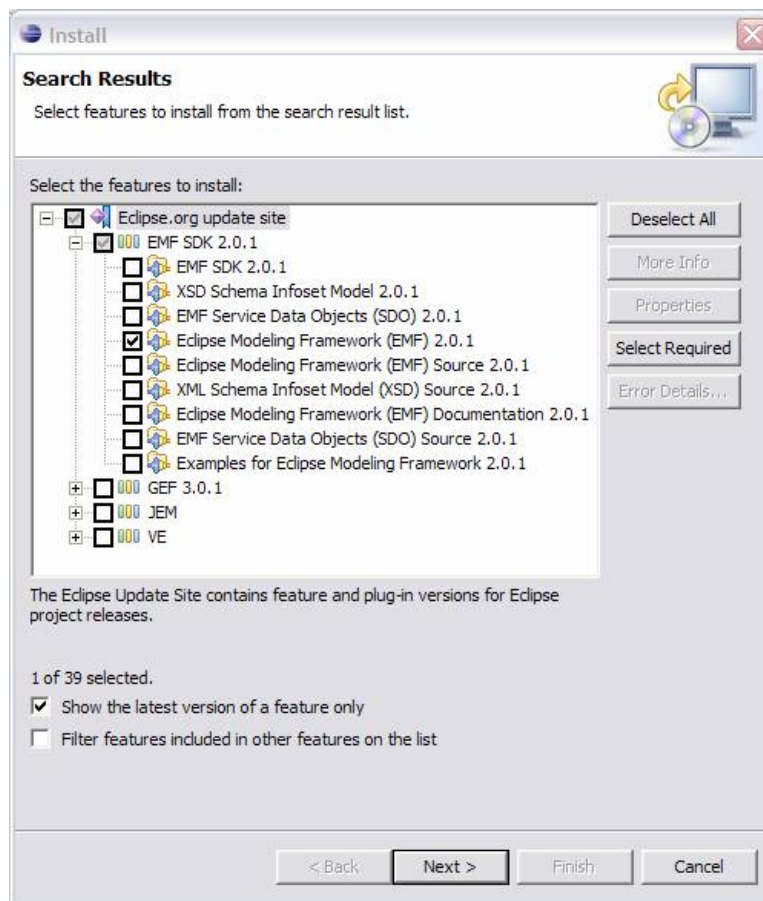 Install
Search Results
Select features to install from the search result list.
Select the features to install:
Eclipse.org update site
EMF SDK 2.0.1
EMF SDK 2.0.1
XSD Schema Infoset Model 2.0.1
EMF Service Data Objects (SDO) 2.0.1
Eclipse Modeling Framework (EMF) 2.0.1
Eclipse Modeling Framework (EMF) Source 2.0.1
XML Schema Infoset Model (XSD) Source 2.0.1
Eclipse Modeling Framework (EMF) Documentation 2.0.1
EMF Service Data Objects (SDO) Source 2.0.1
Examples for Eclipse Modeling Framework 2.0.1
GEF 3.0.1
JEM
VE
Deselect All
More Info
Properties
Select Required
Error Details...
The Eclipse Update Site contains feature and plug-in versions for Eclipse
project releases.
1 of 39 selected.
Show the latest version of a feature only
Filter features included in other features on the list
< Back
Next >
Finish
Cancel